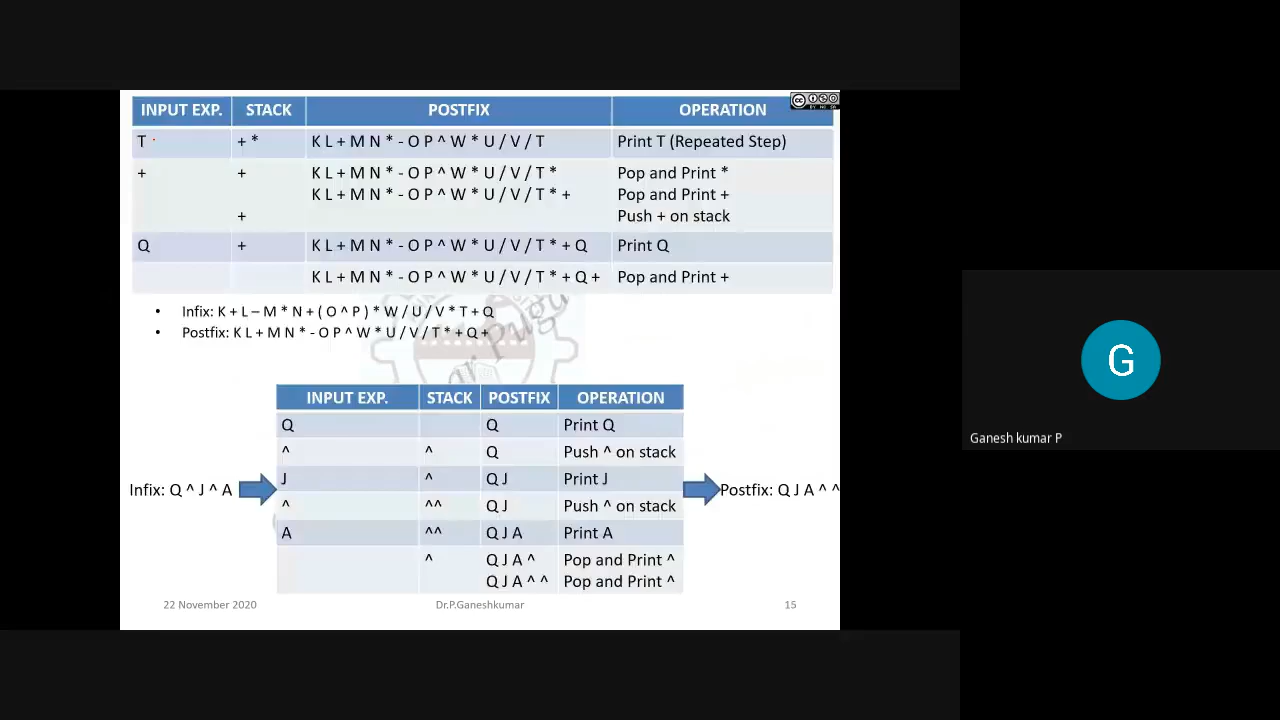 INPUT EXP. STACK POSTFIX OPERATION
T + * K L + M N * - O P ^ W * U / V / T Print T (Repeated Step)
+ + K L + M N * - O P ^ W * U / V / T * Pop and Print *
K L + M N * - O P ^ W * U / V / T * + Pop and Print +
+ Push + on stack
Q + K L + M N * - O P ^ W * U / V / T * + Q Print Q
K L + M N * - O P ^ W * U / V / T * + Q + Pop and Print +
• Infix: K + L – M * N + ( O ^ P ) * W / U / V * T + Q
• Postfix: K L + M N * - O P ^ W * U / V / T * + Q +
INPUT EXP. STACK POSTFIX OPERATION
Q Q Print Q
^ ^ Q Push ^ on stack
J ^ Q J Print J
Infix: Q ^ J ^ A
^ ^^ Q J Push ^ on stack
Postfix: Q J A ^ ^
A ^^ Q J A Print A
^ Q J A ^ Pop and Print ^
Q J A ^ ^ Pop and Print ^
22 November 2020 Dr.P.Ganeshkumar 15
G
Ganesh kumar P